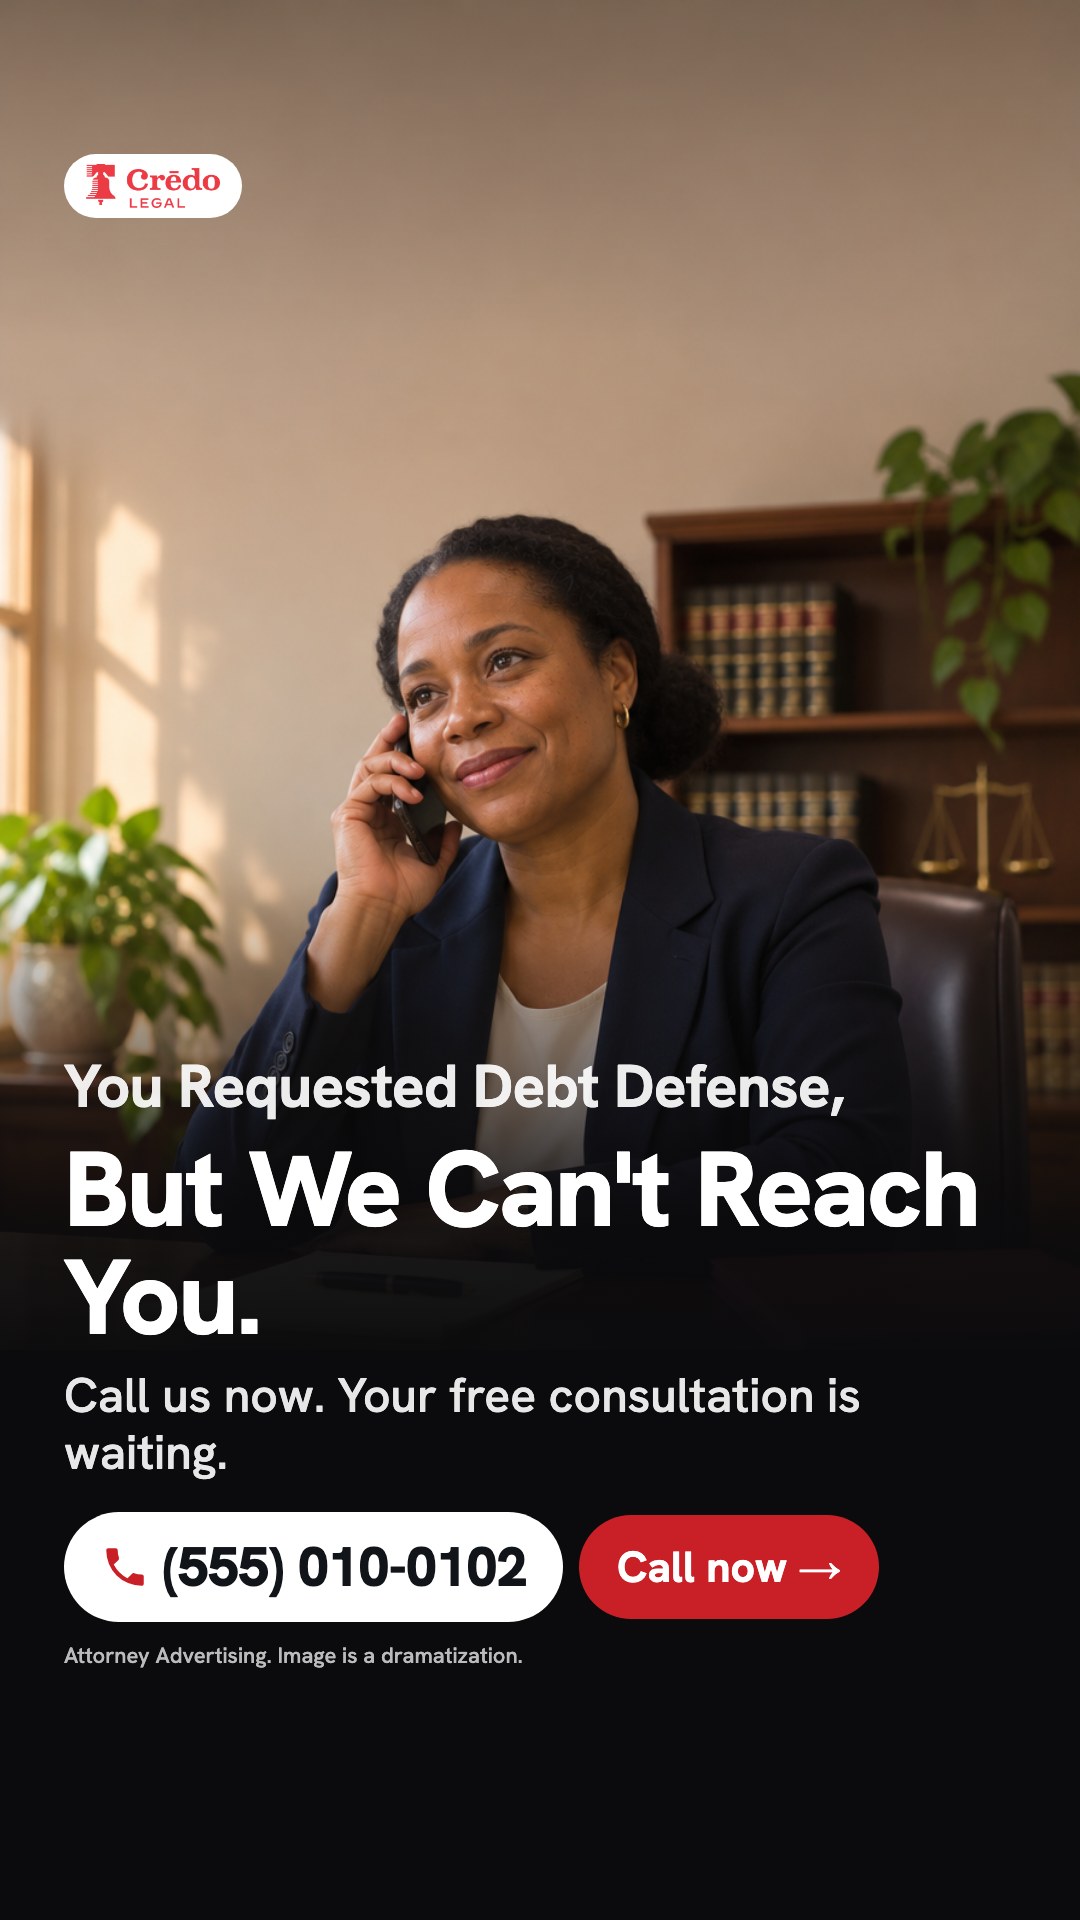 Crēdo
LEGAL
You Requested Debt Defense,
But We Can't Reach
You.
Call us now. Your free consultation is
waiting.
(555) 010-0102
Call now →
Attorney Advertising. Image is a dramatization.